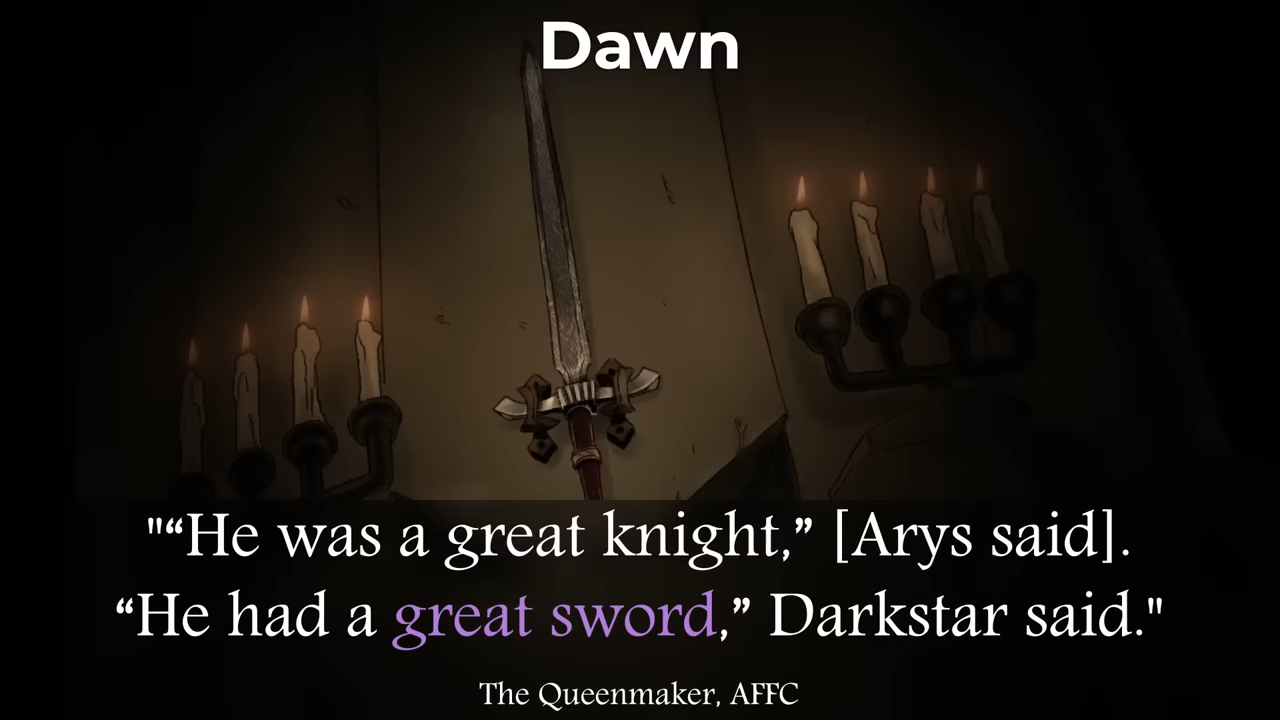 Dawn
"“He was a great knight,” [Arys said].
“He had a great sword,” Darkstar said."
The Queenmaker, AFFC